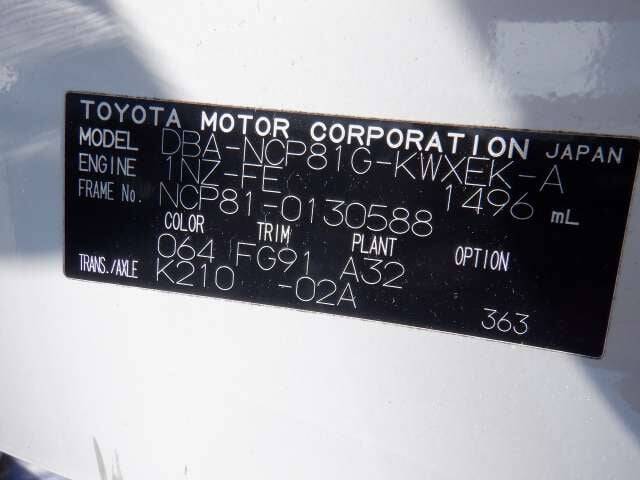 TOYOTA MOTOR CORPORATION JAPAN
MODEL DBA-NCP81G-KWXEK-A
ENGINE 1NZ-FE 1496 mL
FRAME No. NCP81-0130588
COLOR TRIM PLANT OPTION
064 FG91 A32
TRANS./AXLE K210 -02A
363